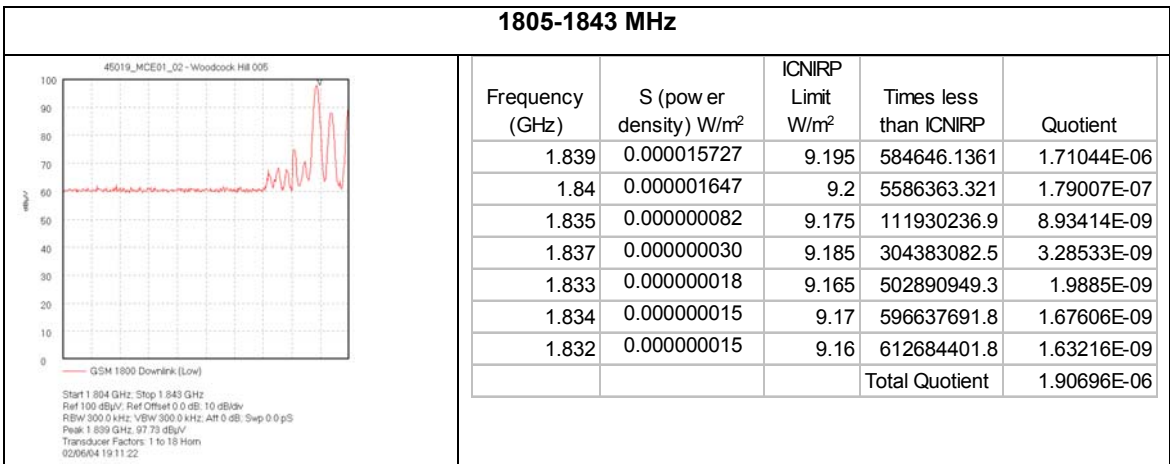 1805-1843 MHz
45019_MCE01_02 - Woodcock Hill 005
100
90
80
70
60
50
40
30
20
10
0
dBµV
GSM 1800 Downlink (Low)
Start 1.804 GHz; Stop 1.843 GHz
Ref 100 dBµV; Ref Offset 0.0 dB; 10 dB/div
RBW 300.0 kHz; VBW 300.0 kHz; Att 0 dB; Swp 0.0 pS
Peak 1.839 GHz, 97.73 dBµV
Transducer Factors: 1 to 18 Horn
02/06/04 19:11:22
Frequency (GHz) S (pow er density) W/m² ICNIRP Limit W/m² Times less than ICNIRP Quotient
1.839 0.000015727 9.195 584646.1361 1.71044E-06
1.84 0.000001647 9.2 5586363.321 1.79007E-07
1.835 0.000000082 9.175 111930236.9 8.93414E-09
1.837 0.000000030 9.185 304383082.5 3.28533E-09
1.833 0.000000018 9.165 502890949.3 1.9885E-09
1.834 0.000000015 9.17 596637691.8 1.67606E-09
1.832 0.000000015 9.16 612684401.8 1.63216E-09
Total Quotient 1.90696E-06